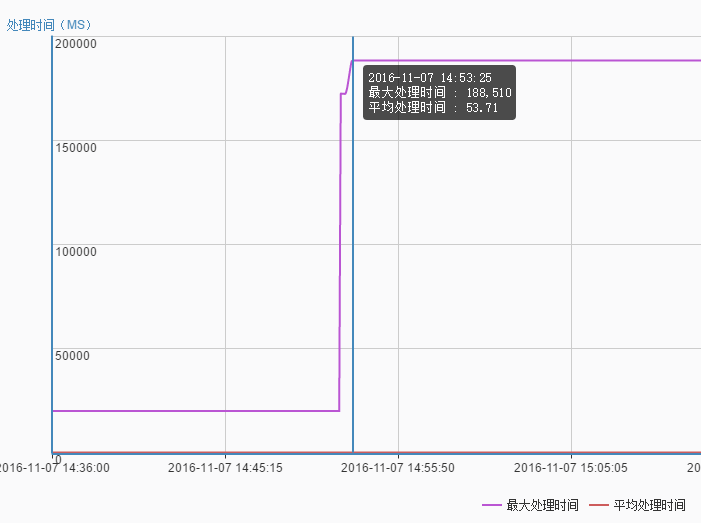 处理时间（MS）
200000
2016-11-07 14:53:25
最大处理时间 : 188,510
平均处理时间 : 53.71
150000
100000
50000
0
2016-11-07 14:36:00 2016-11-07 14:45:15 2016-11-07 14:55:50 2016-11-07 15:05:05 20
最大处理时间 平均处理时间